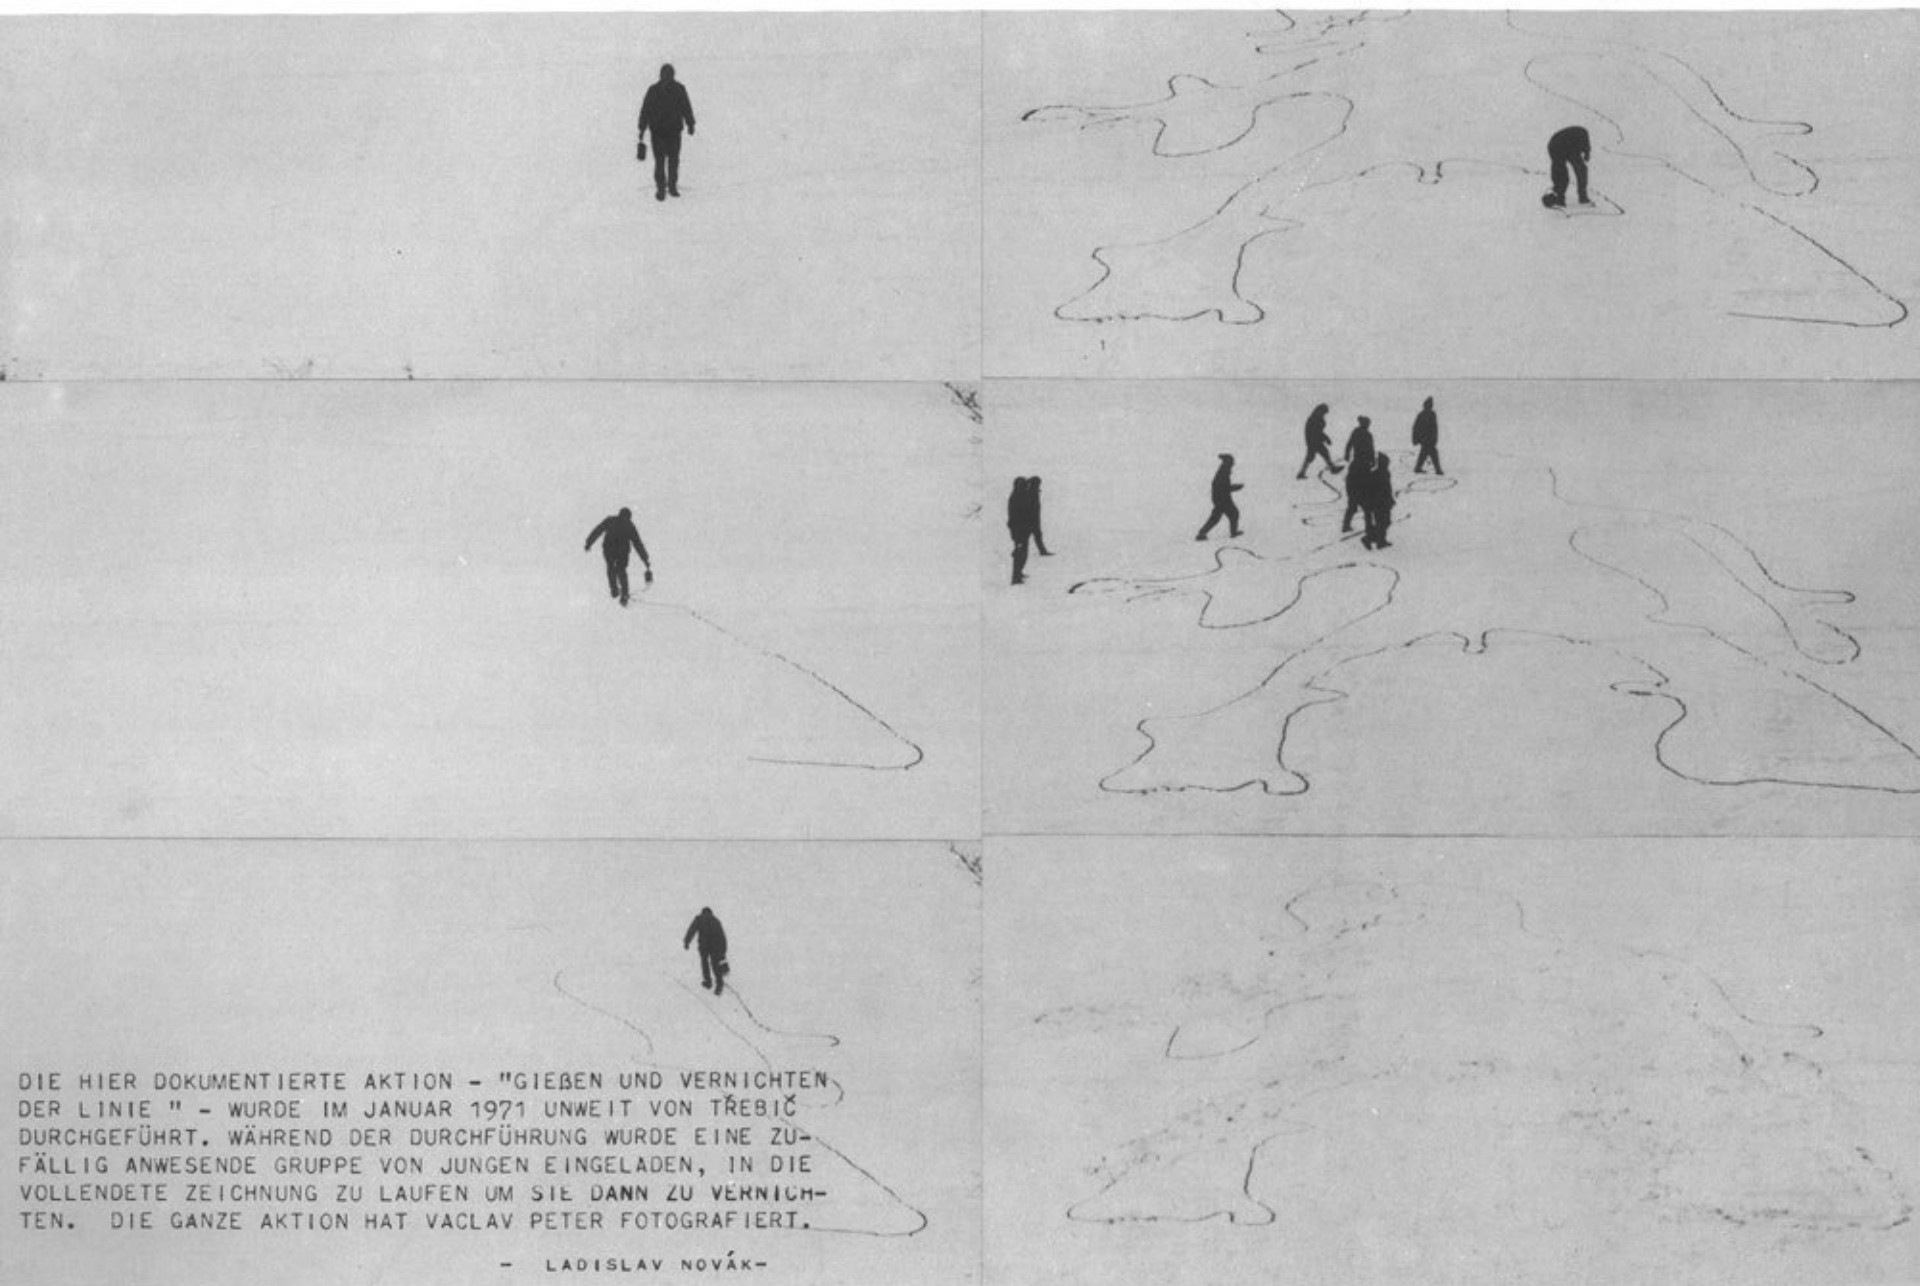 DIE HIER DOKUMENTIERTE AKTION - "GIEßEN UND VERNICHTEN
DER LINIE " - WURDE IM JANUAR 1971 UNWEIT VON TŘEBIČ
DURCHGEFÜHRT. WÄHREND DER DURCHFÜHRUNG WURDE EINE ZU-
FÄLLIG ANWESENDE GRUPPE VON JUNGEN EINGELADEN, IN DIE
VOLLENDETE ZEICHNUNG ZU LAUFEN UM SIE DANN ZU VERNICH-
TEN. DIE GANZE AKTION HAT VACLAV PETER FOTOGRAFIERT.
- LADISLAV NOVÁK-